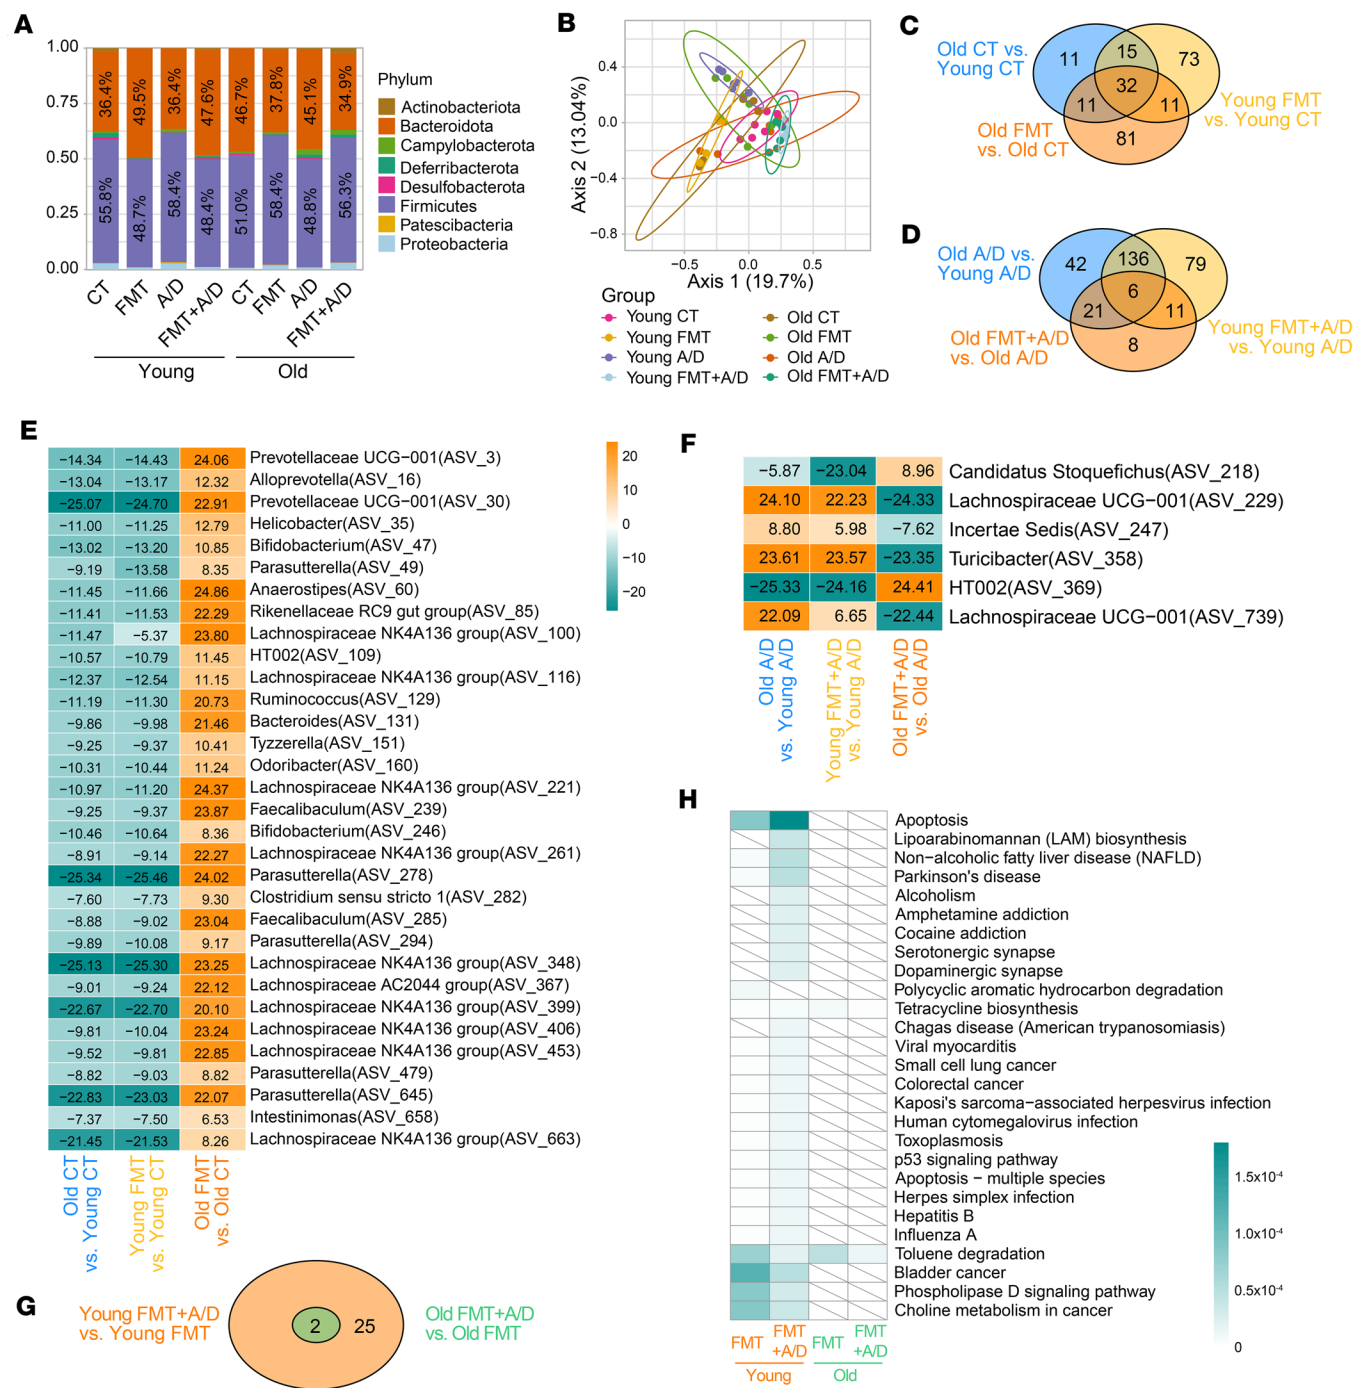 A
1.00
0.75
0.50
0.25
0.00
36.4%
49.5%
36.4%
47.6%
46.7%
37.8%
45.1%
34.9%
55.8%
48.7%
58.4%
48.4%
51.0%
58.4%
48.8%
56.3%
CT
FMT
A/D
FMT+A/D
CT
FMT
A/D
FMT+A/D
Young
Old
Phylum
Actinobacteriota
Bacteroidota
Campylobacterota
Deferribacterota
Desulfobacterota
Firmicutes
Patescibacteria
Proteobacteria
B
Axis 2 (13.04%)
0.4
0.0
−0.4
−0.8
−0.5
0.0
0.5
Axis 1 (19.7%)
Group
Young CT
Young FMT
Young A/D
Young FMT+A/D
Old CT
Old FMT
Old A/D
Old FMT+A/D
C
Old CT vs.
Young CT
Young FMT
vs. Young CT
Old FMT
vs. Old CT
11
15
73
32
11
11
81
D
Old A/D vs.
Young A/D
Young FMT+A/D
vs. Young A/D
Old FMT+A/D
vs. Old A/D
42
136
79
6
21
11
8
E
−14.34 −14.43 24.06 Prevotellaceae UCG−001(ASV_3)
−13.04 −13.17 12.32 Alloprevotella(ASV_16)
−25.07 −24.70 22.91 Prevotellaceae UCG−001(ASV_30)
−11.00 −11.25 12.79 Helicobacter(ASV_35)
−13.02 −13.20 10.85 Bifidobacterium(ASV_47)
−9.19 −13.58 8.35 Parasutterella(ASV_49)
−11.45 −11.66 24.86 Anaerostipes(ASV_60)
−11.41 −11.53 22.29 Rikenellaceae RC9 gut group(ASV_85)
−11.47 −5.37 23.80 Lachnospiraceae NK4A136 group(ASV_100)
−10.57 −10.79 11.45 HT002(ASV_109)
−12.37 −12.54 11.15 Lachnospiraceae NK4A136 group(ASV_116)
−11.19 −11.30 20.73 Ruminococcus(ASV_129)
−9.86 −9.98 21.46 Bacteroides(ASV_131)
−9.25 −9.37 10.41 Tyzzerella(ASV_151)
−10.31 −10.44 11.24 Odoribacter(ASV_160)
−10.97 −11.20 24.37 Lachnospiraceae NK4A136 group(ASV_221)
−9.25 −9.37 23.87 Faecalibaculum(ASV_239)
−10.46 −10.64 8.36 Bifidobacterium(ASV_246)
−8.91 −9.14 22.27 Lachnospiraceae NK4A136 group(ASV_261)
−25.34 −25.46 24.02 Parasutterella(ASV_278)
−7.60 −7.73 9.30 Clostridium sensu stricto 1(ASV_282)
−8.88 −9.02 23.04 Faecalibaculum(ASV_285)
−9.89 −10.08 9.17 Parasutterella(ASV_294)
−25.13 −25.30 23.25 Lachnospiraceae NK4A136 group(ASV_348)
−9.01 −9.24 22.12 Lachnospiraceae AC2044 group(ASV_367)
−22.67 −22.70 20.10 Lachnospiraceae NK4A136 group(ASV_399)
−9.81 −10.04 23.24 Lachnospiraceae NK4A136 group(ASV_406)
−9.52 −9.81 22.85 Lachnospiraceae NK4A136 group(ASV_453)
−8.82 −9.03 8.82 Parasutterella(ASV_479)
−22.83 −23.03 22.07 Parasutterella(ASV_645)
−7.37 −7.50 6.53 Intestinimonas(ASV_658)
−21.45 −21.53 8.26 Lachnospiraceae NK4A136 group(ASV_663)
Old CT
vs. Young CT
Young FMT
vs. Young CT
Old FMT
vs. Old CT
20
10
0
−10
−20
F
−5.87 −23.04 8.96 Candidatus Stoquefichus(ASV_218)
24.10 22.23 −24.33 Lachnospiraceae UCG−001(ASV_229)
8.80 5.98 −7.62 Incertae Sedis(ASV_247)
23.61 23.57 −23.35 Turicibacter(ASV_358)
−25.33 −24.16 24.41 HT002(ASV_369)
22.09 6.65 −22.44 Lachnospiraceae UCG−001(ASV_739)
Old A/D
vs. Young A/D
Young FMT+A/D
vs. Young A/D
Old FMT+A/D
vs. Old A/D
G
Young FMT+A/D
vs. Young FMT
2
25
Old FMT+A/D
vs. Old FMT
H
Apoptosis
Lipoarabinomannan (LAM) biosynthesis
Non−alcoholic fatty liver disease (NAFLD)
Parkinson's disease
Alcoholism
Amphetamine addiction
Cocaine addiction
Serotonergic synapse
Dopaminergic synapse
Polycyclic aromatic hydrocarbon degradation
Tetracycline biosynthesis
Chagas disease (American trypanosomiasis)
Viral myocarditis
Small cell lung cancer
Colorectal cancer
Kaposi's sarcoma−associated herpesvirus infection
Human cytomegalovirus infection
Toxoplasmosis
p53 signaling pathway
Apoptosis − multiple species
Herpes simplex infection
Hepatitis B
Influenza A
Toluene degradation
Bladder cancer
Phospholipase D signaling pathway
Choline metabolism in cancer
FMT
FMT
+A/D
FMT
FMT
+A/D
Young
Old
1.5x10⁻⁴
1.0x10⁻⁴
0.5x10⁻⁴
0